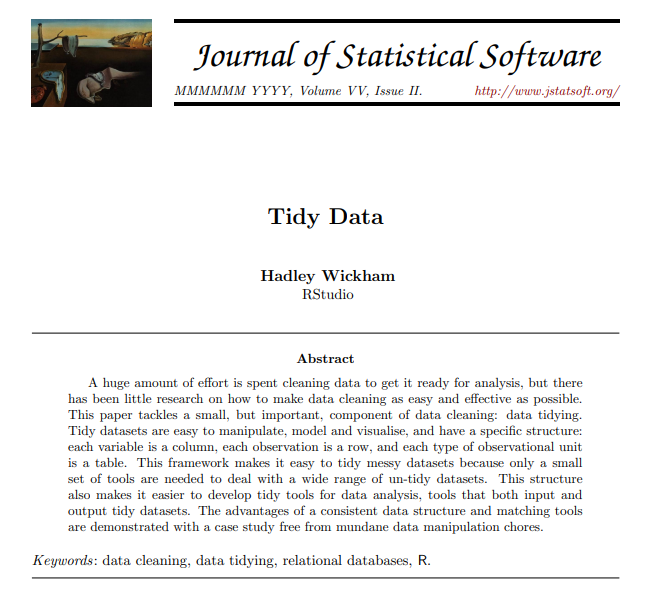 Journal of Statistical Software
MMMMMM YYYY, Volume VV, Issue II.
http://www.jstatsoft.org/
Tidy Data
Hadley Wickham
RStudio
Abstract
A huge amount of effort is spent cleaning data to get it ready for analysis, but there
has been little research on how to make data cleaning as easy and effective as possible.
This paper tackles a small, but important, component of data cleaning: data tidying.
Tidy datasets are easy to manipulate, model and visualise, and have a specific structure:
each variable is a column, each observation is a row, and each type of observational unit
is a table. This framework makes it easy to tidy messy datasets because only a small
set of tools are needed to deal with a wide range of un-tidy datasets. This structure
also makes it easier to develop tidy tools for data analysis, tools that both input and
output tidy datasets. The advantages of a consistent data structure and matching tools
are demonstrated with a case study free from mundane data manipulation chores.
Keywords: data cleaning, data tidying, relational databases, R.